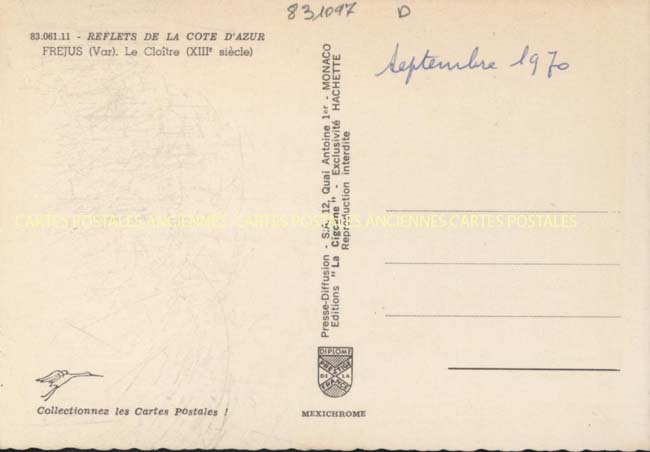 831097 D
83.061.11 - REFLETS DE LA COTE D'AZUR
FREJUS (Var). Le Cloître (XIIIe siècle)
Septembre 1970
Presse-Diffusion - S.A. 12, Quai Antoine 1er - MONACO
Editions "La Cigogne" - Exclusivité HACHETTE
Reproduction interdite
CARTES POSTALES ANCIENNES CARTES POSTALES ANCIENNES CARTES POSTALES
DIPLOME
PRESTIGE
DE LA
FRANCE
Collectionnez les Cartes Postales !
MEXICHROME